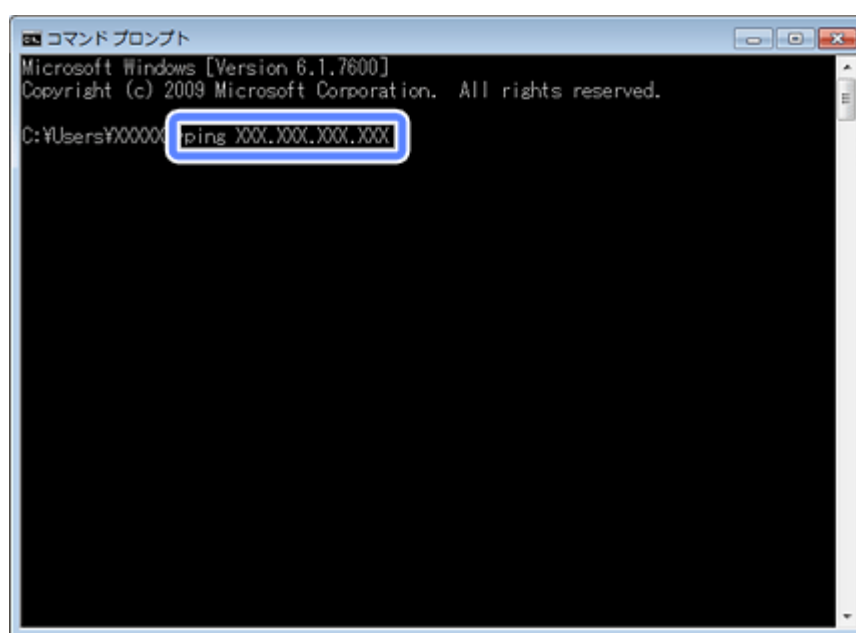 コマンド プロンプト
Microsoft Windows [Version 6.1.7600]
Copyright (c) 2009 Microsoft Corporation.  All rights reserved.
C:¥Users¥XXXXXX>ping XXX.XXX.XXX.XXX